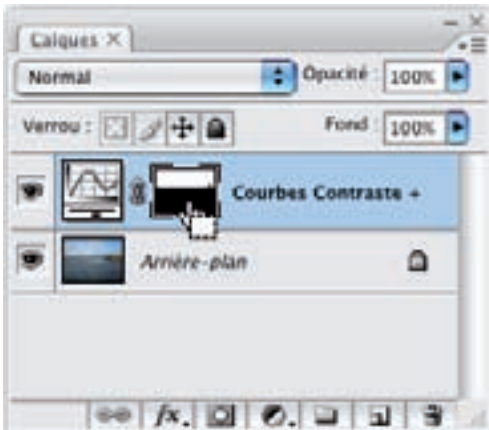 Calques ×
Normal Opacité : 100%
Verrou : Fond : 100%
Courbes Contraste +
Arrière-plan
fx.